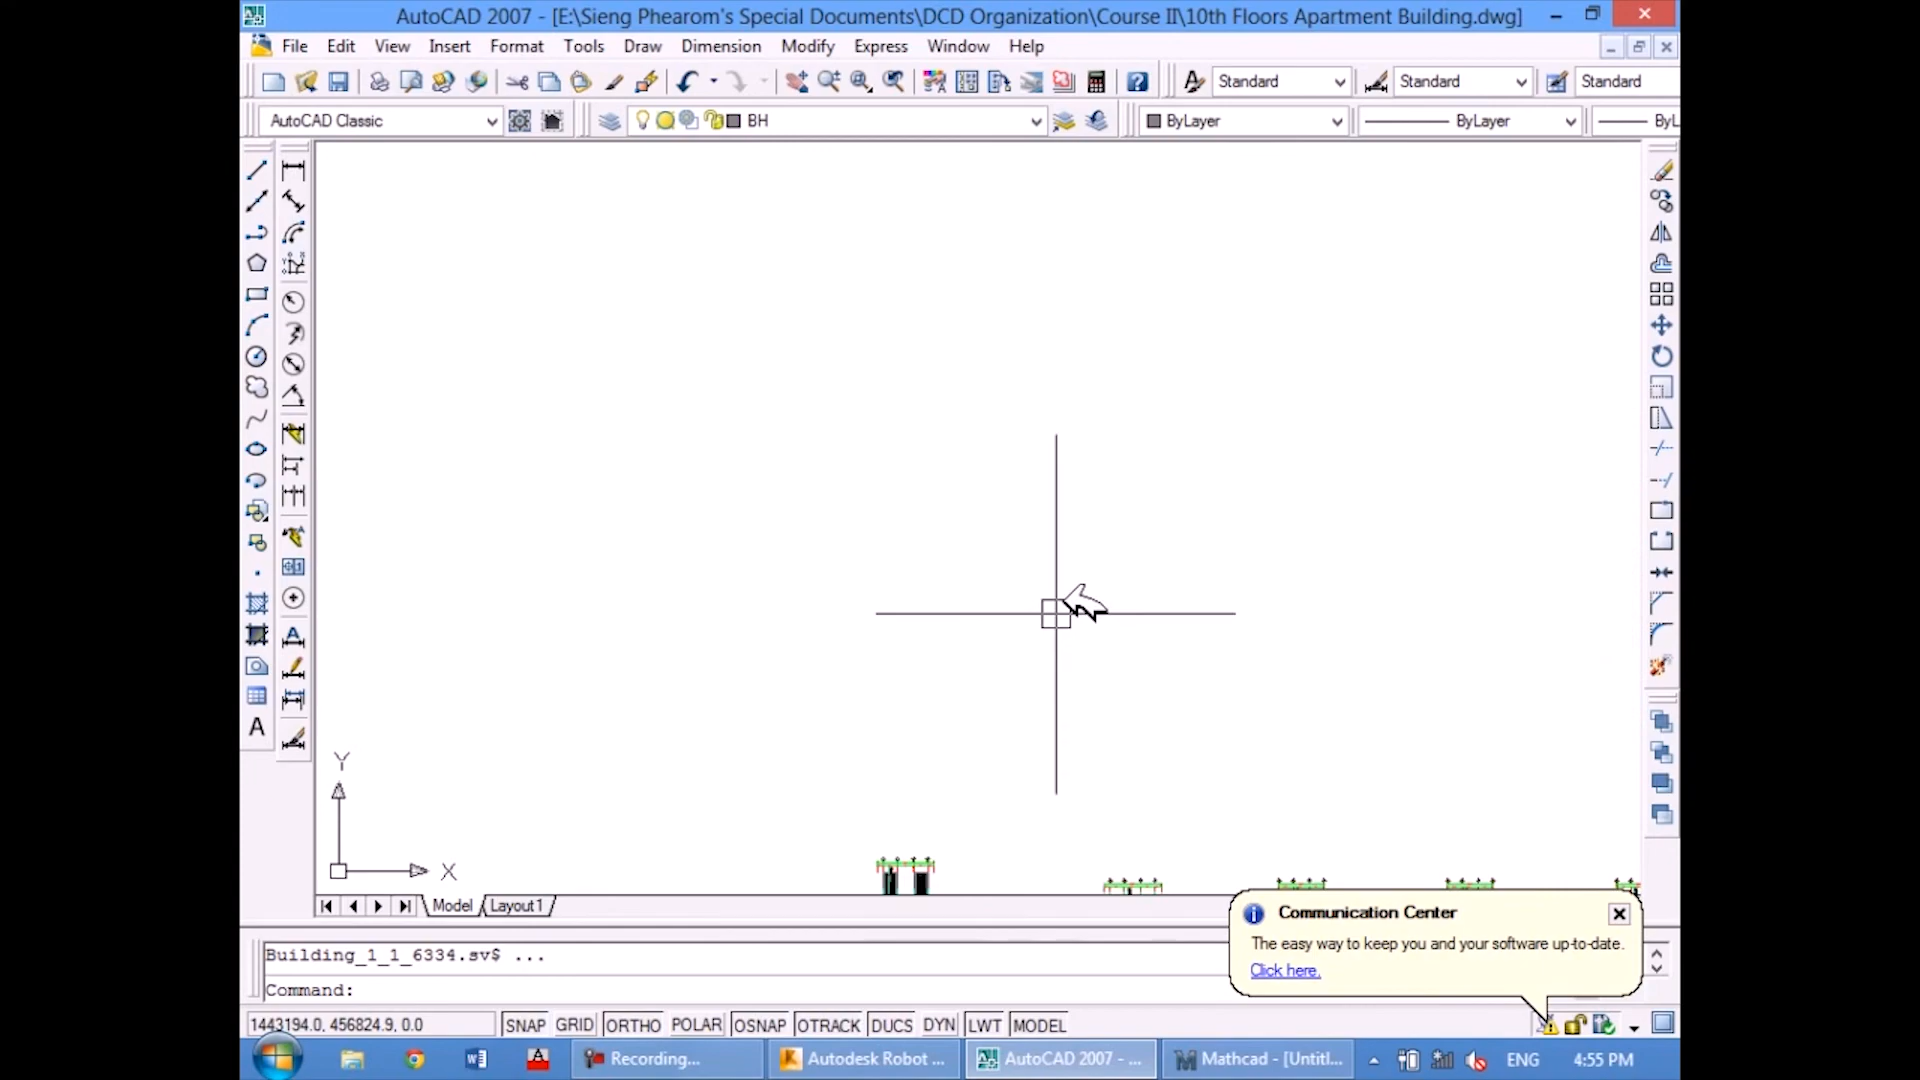 AutoCAD 2007 - [E:\Sieng Phearom's Special Documents\DCD Organization\Course II\10th Floors Apartment Building.dwg]
File Edit View Insert Format Tools Draw Dimension Modify Express Window Help
Standard Standard Standard
AutoCAD Classic BH ByLayer ByLayer ByL
A
Y
X
Model Layout1
Communication Center
The easy way to keep you and your software up-to-date.
Click here.
Building_1_1_6334.sv$ ...
Command:
1443194.0, 456824.9, 0.0 SNAP GRID ORTHO POLAR OSNAP OTRACK DUCS DYN LWT MODEL
Recording... Autodesk Robot ... AutoCAD 2007 - ... Mathcad - [Untitl... ENG 4:55 PM